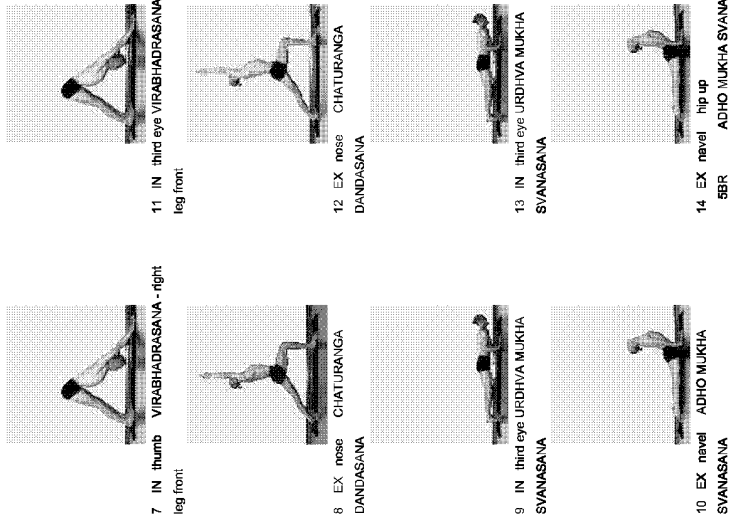 7 IN thumb VIRABHADRASANA - right
leg front
8 EX nose CHATURANGA
DANDASANA
9 IN third eye URDHVA MUKHA
SVANASANA
10 EX navel ADHO MUKHA
SVANASANA
11 IN third eye VIRABHADRASANA
leg front
12 EX nose CHATURANGA
DANDASANA
13 IN third eye URDHVA MUKHA
SVANASANA
14 EX navel hip up
5BR ADHO MUKHA SVANA